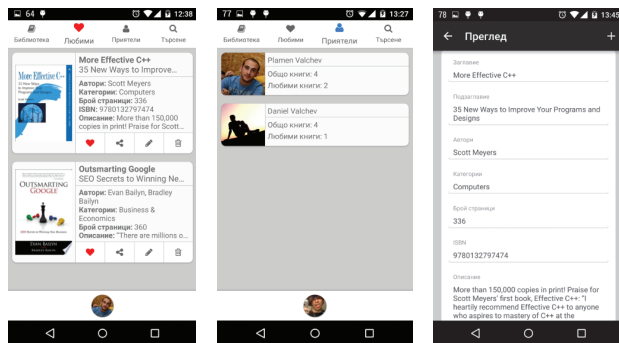 64
12:38
Библиотека
Любими
Приятели
Търсене
More Effective C++
35 New Ways to Improve...
Автори: Scott Meyers
Категории: Computers
Брой страници: 336
ISBN: 9780132797474
Описание: More than 150,000
copies in print! Praise for Scott...
More Effective C++
Outsmarting Google
SEO Secrets to Winning Ne...
Автори: Evan Bailyn, Bradley
Bailyn
Категории: Business &
Economics
Брой страници: 360
Описание: "There are millions o...
OUTSMARTING
GOOGLE
EVAN BAILYN
77
13:27
Библиотека
Любими
Приятели
Търсене
Plamen Valchev
Общо книги: 4
Любими книги: 2
Daniel Valchev
Общо книги: 4
Любими книги: 1
78
13:45
Преглед
Заглавие
More Effective C++
Подзаглавие
35 New Ways to Improve Your Programs and
Designs
Автори
Scott Meyers
Категории
Computers
Брой страници
336
ISBN
9780132797474
Описание
More than 150,000 copies in print! Praise for
Scott Meyers' first book, Effective C++: "I
heartily recommend Effective C++ to anyone
who aspires to mastery of C++ at the